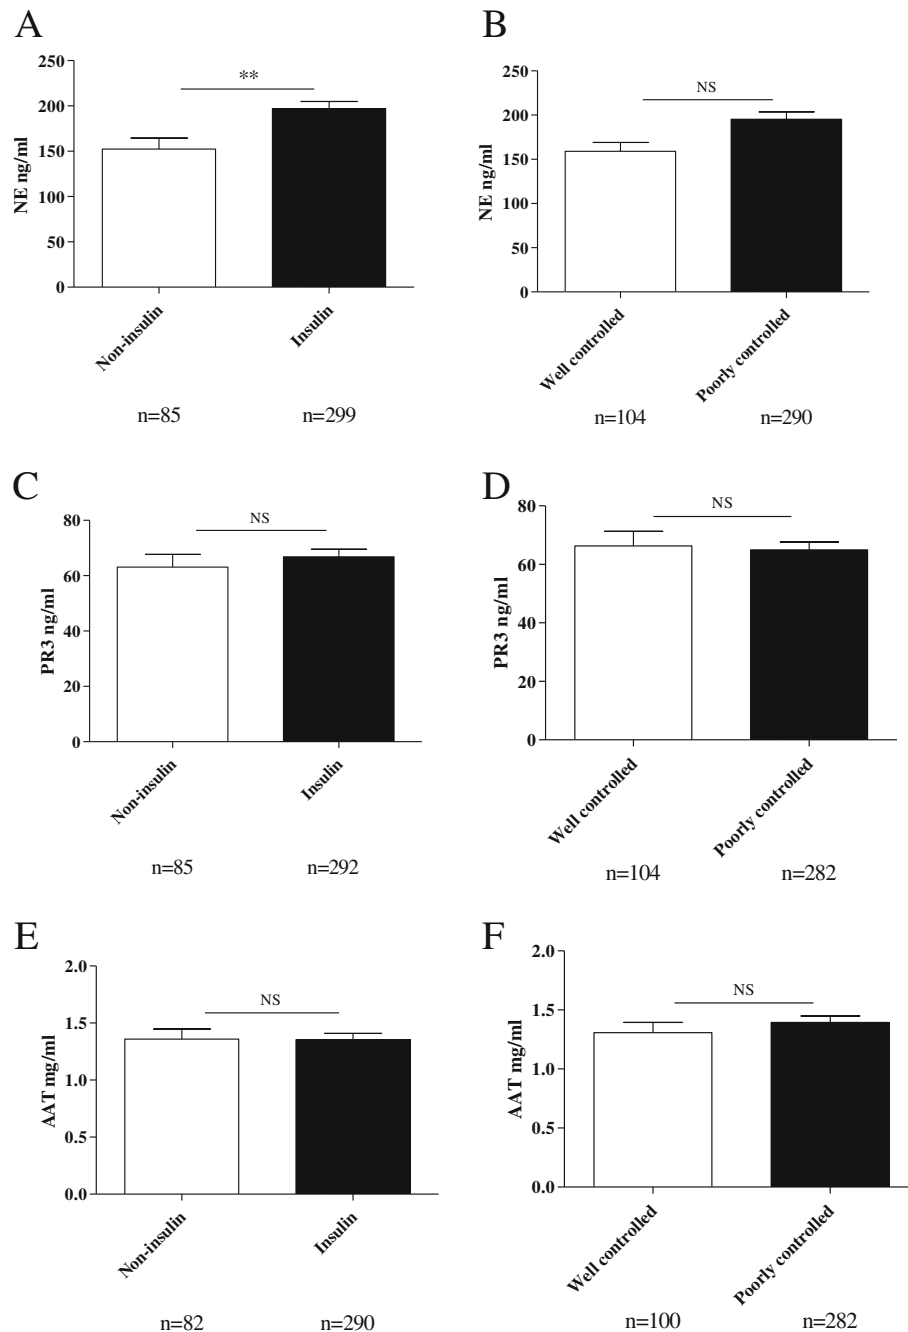 A
250
200
150
100
50
0
NE ng/ml
**
Non-insulin
Insulin
n=85
n=299
B
250
200
150
100
50
0
NE ng/ml
NS
Well controlled
Poorly controlled
n=104
n=290
C
80
60
40
20
0
PR3 ng/ml
NS
Non-insulin
Insulin
n=85
n=292
D
80
60
40
20
0
PR3 ng/ml
NS
Well controlled
Poorly controlled
n=104
n=282
E
2.0
1.5
1.0
0.5
0.0
AAT mg/ml
NS
Non-insulin
Insulin
n=82
n=290
F
2.0
1.5
1.0
0.5
0.0
AAT mg/ml
NS
Well controlled
Poorly controlled
n=100
n=282